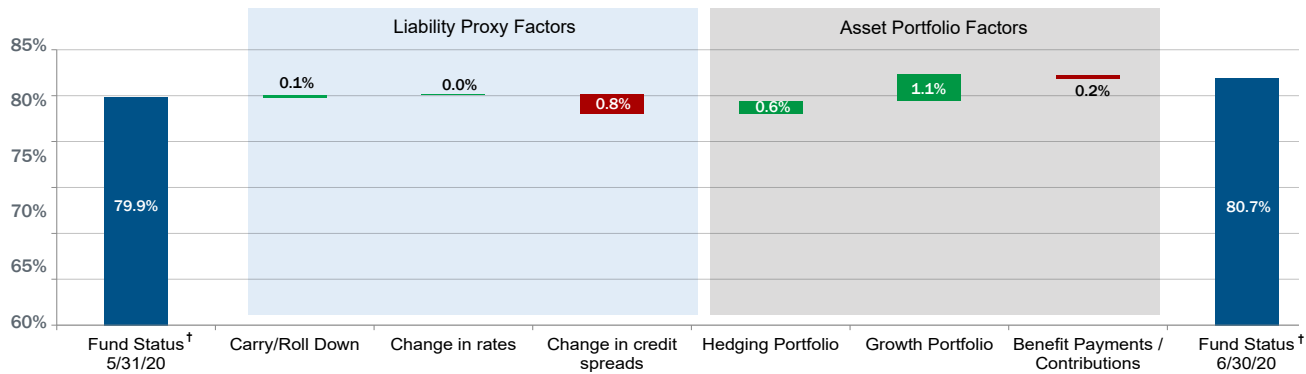 Liability Proxy Factors
Asset Portfolio Factors
85%
80%
75%
70%
65%
60%
79.9%
0.1%
0.0%
0.8%
0.6%
1.1%
0.2%
80.7%
Fund Status†
5/31/20
Carry/Roll Down
Change in rates
Change in credit
spreads
Hedging Portfolio
Growth Portfolio
Benefit Payments /
Contributions
Fund Status†
6/30/20